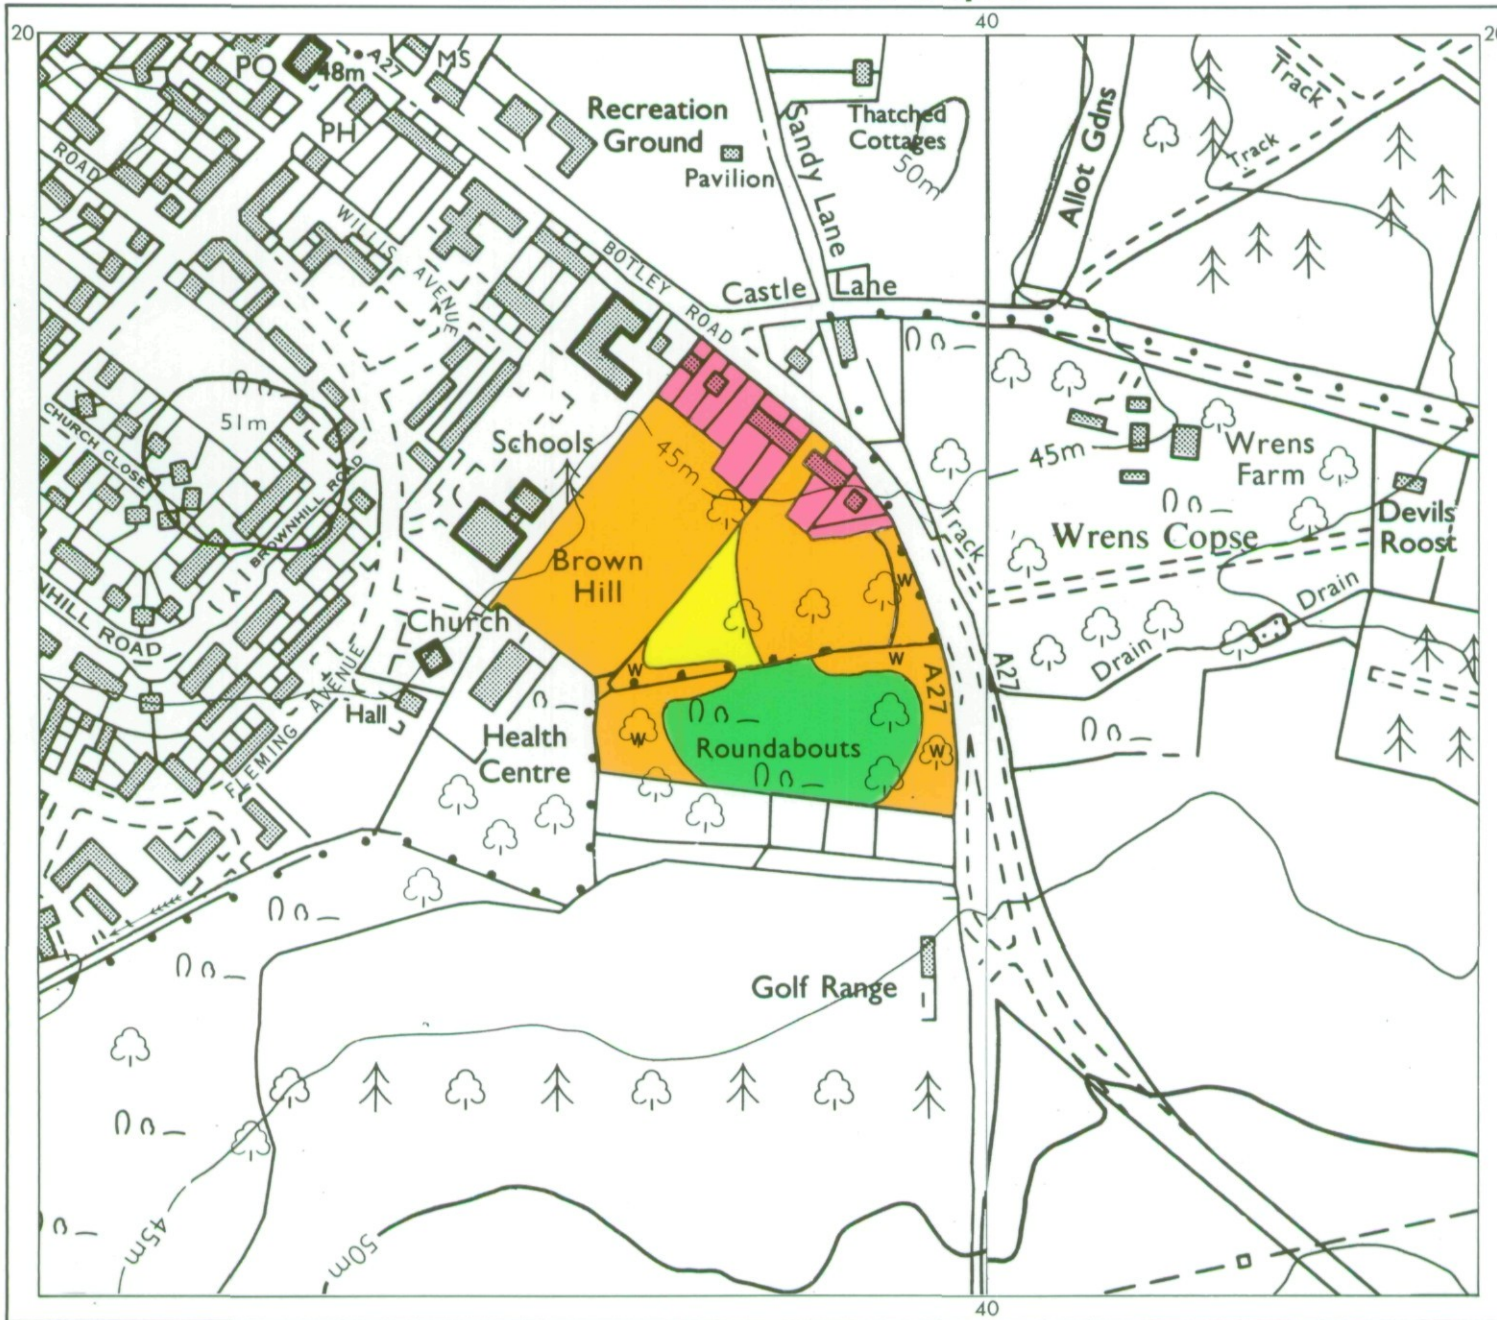 40
20
20
PO
48m
A27
MS
PH
Recreation
Ground
Pavilion
Sandy Lane
Thatched
Cottages
50m
Allot Gdns
Track
Track
ROAD
WILLIS
AVENUE
BOTLEY ROAD
Castle Lane
51m
CHURCH CLOSE
BROWNHILL ROAD
Schools
45m
45m
Wrens
Farm
Wrens Copse
Devils
Roost
Track
Drain
Drain
Brown
Hill
W
W
W
W
W
A27
A27
NHILL ROAD
Church
Hall
FLEMING AVENUE
Health
Centre
Roundabouts
Golf Range
45m
50m
40